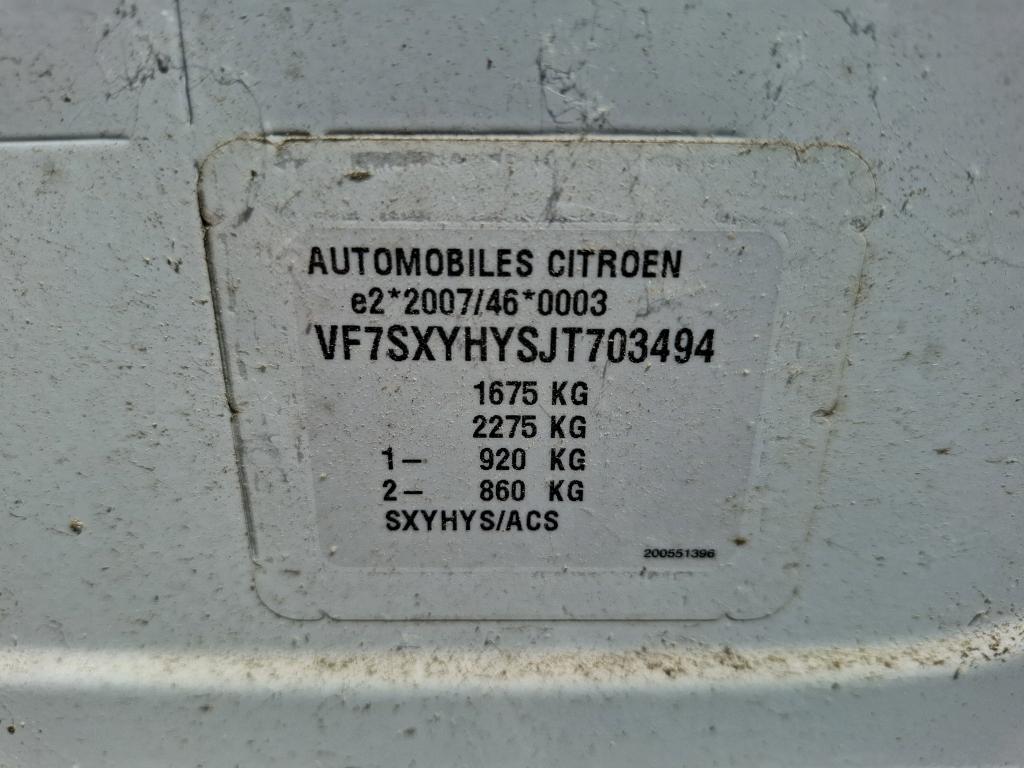 AUTOMOBILES CITROEN
e2*2007/46*0003
VF7SXYHYSJT703494
1675 KG
2275 KG
1– 920 KG
2– 860 KG
SXYHYS/ACS
200551396